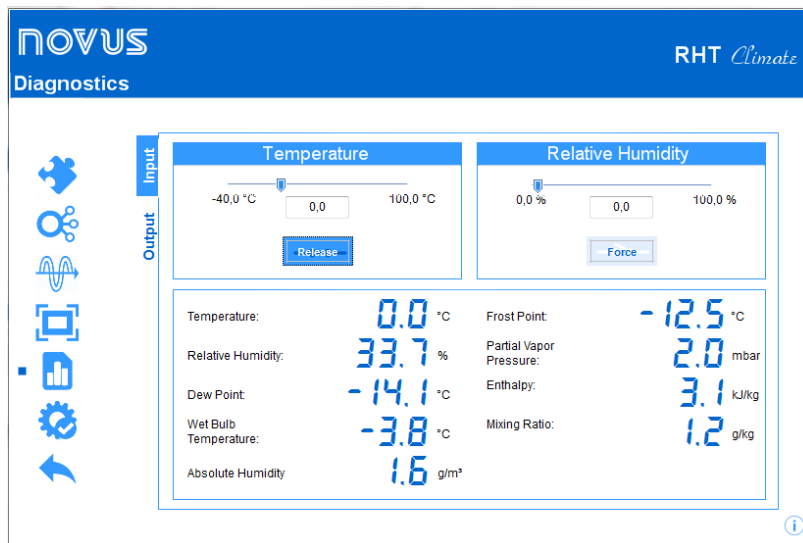 NOVUS
RHT Climate
Diagnostics
Input
Output
Temperature
-40,0 °C
0,0
100,0 °C
Release
Relative Humidity
0,0 %
0,0
100,0 %
Force
Temperature: 0.0 °C
Relative Humidity: 33.7 %
Dew Point: -14.1 °C
Wet Bulb
Temperature: -3.8 °C
Absolute Humidity 1.6 g/m³
Frost Point: -12.5 °C
Partial Vapor
Pressure: 2.0 mbar
Enthalpy: 3.1 kJ/kg
Mixing Ratio: 1.2 g/kg
i